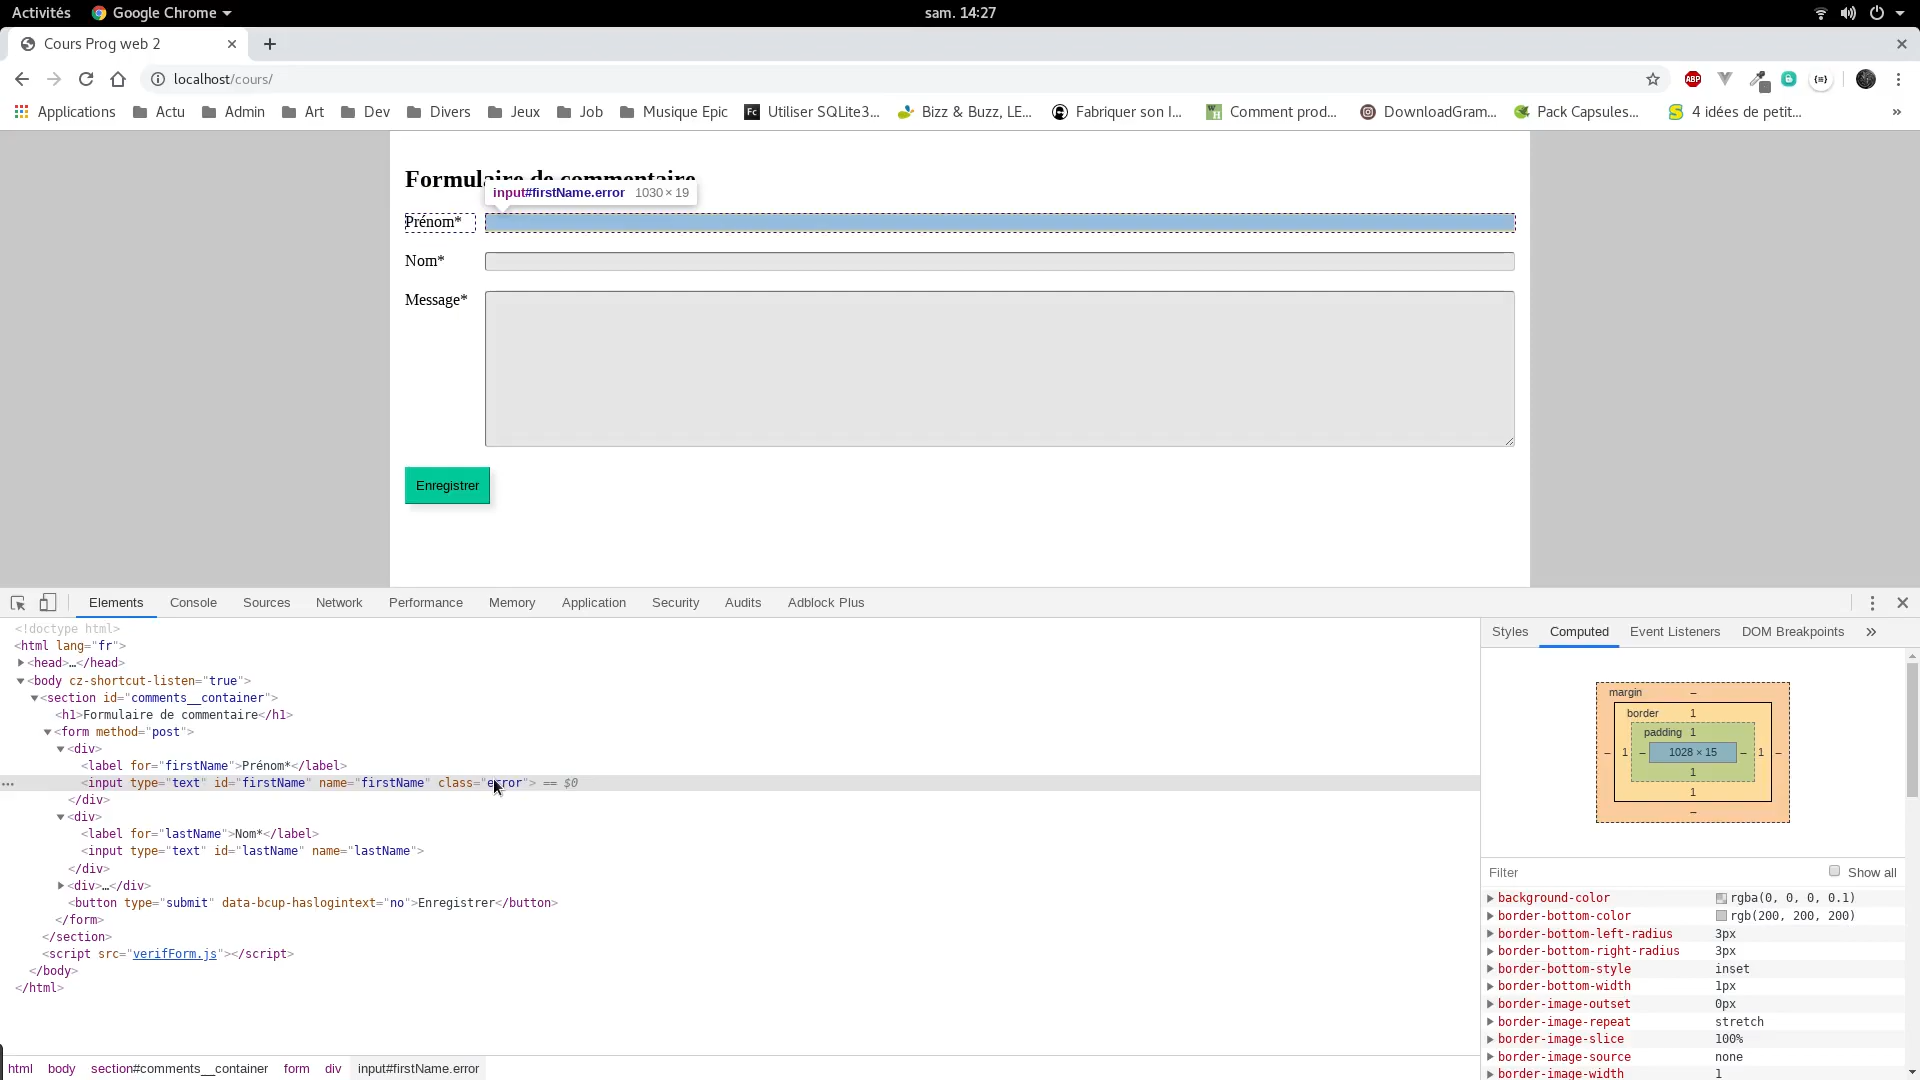 Activités Google Chrome sam. 14:27
Cours Prog web 2
localhost/cours/
ABP
Applications Actu Admin Art Dev Divers Jeux Job Musique Epic Fc Utiliser SQLite3... Bizz & Buzz, LE... Fabriquer son I... Comment prod... DownloadGram... Pack Capsules... 4 idées de petit... »
Formulaire de commentaire
input#firstName.error 1030 × 19
Prénom*
Nom*
Message*
Enregistrer
Elements Console Sources Network Performance Memory Application Security Audits Adblock Plus
<!doctype html>
<html lang="fr">
<head>…</head>
<body cz-shortcut-listen="true">
<section id="comments__container">
<h1>Formulaire de commentaire</h1>
<form method="post">
<div>
<label for="firstName">Prénom*</label>
<input type="text" id="firstName" name="firstName" class="error"> == $0
</div>
<div>
<label for="lastName">Nom*</label>
<input type="text" id="lastName" name="lastName">
</div>
<div>…</div>
<button type="submit" data-bcup-haslogintext="no">Enregistrer</button>
</form>
</section>
<script src="verifForm.js"></script>
</body>
</html>
html body section#comments__container form div input#firstName.error
Styles Computed Event Listeners DOM Breakpoints »
margin –
border 1
padding 1
– 1 – 1028 × 15 – 1 –
1
1
–
Filter Show all
background-color rgba(0, 0, 0, 0.1)
border-bottom-color rgb(200, 200, 200)
border-bottom-left-radius 3px
border-bottom-right-radius 3px
border-bottom-style inset
border-bottom-width 1px
border-image-outset 0px
border-image-repeat stretch
border-image-slice 100%
border-image-source none
border-image-width 1